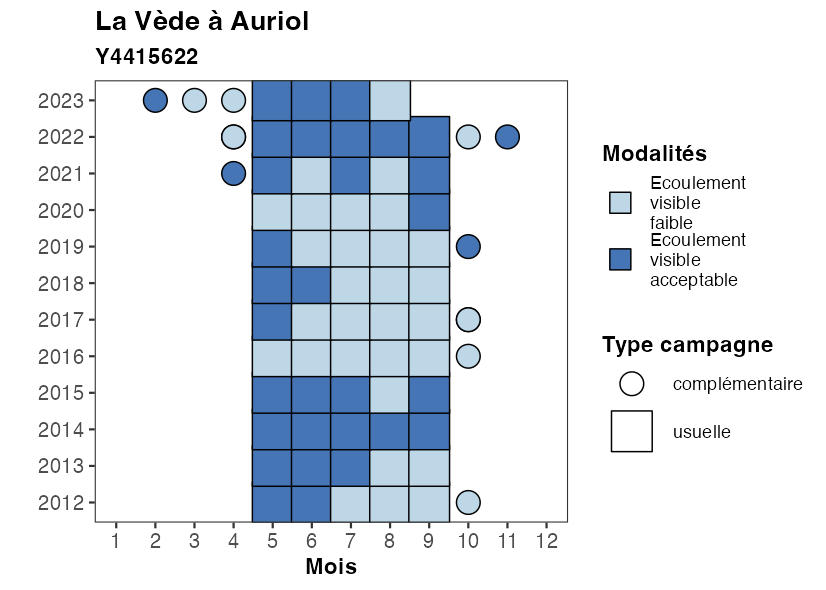 La Vède à Auriol
Y4415622
2023
2022
2021
2020
2019
2018
2017
2016
2015
2014
2013
2012
1 2 3 4 5 6 7 8 9 10 11 12
Mois
Modalités
Ecoulement
visible
faible
Ecoulement
visible
acceptable
Type campagne
complémentaire
usuelle